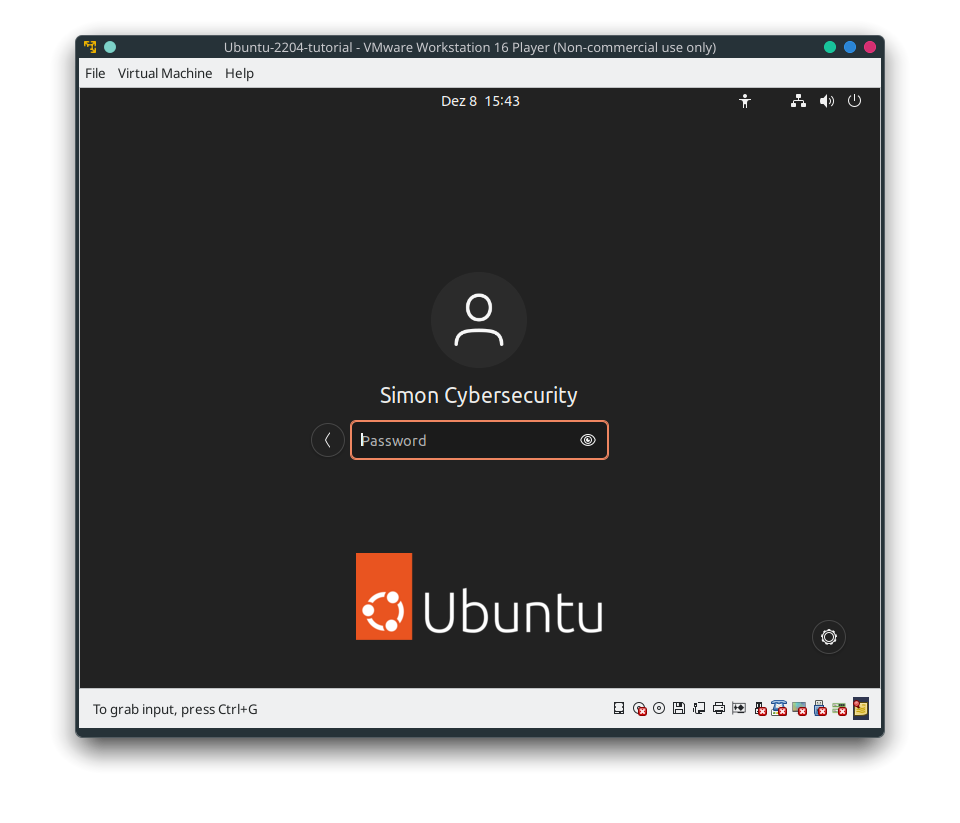 Ubuntu-2204-tutorial - VMware Workstation 16 Player (Non-commercial use only)
File Virtual Machine Help
Dez 8 15:43
Simon Cybersecurity
Password
Ubuntu
To grab input, press Ctrl+G